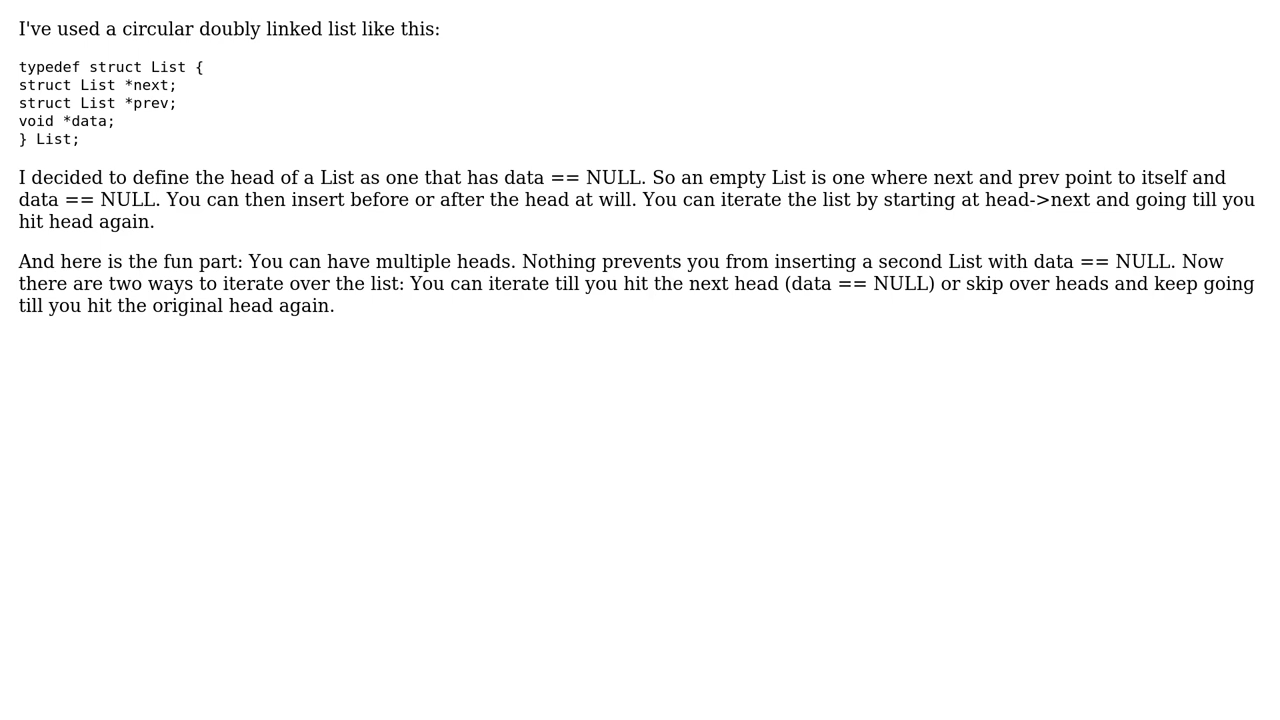 I've used a circular doubly linked list like this:
typedef struct List {
struct List *next;
struct List *prev;
void *data;
} List;
I decided to define the head of a List as one that has data == NULL. So an empty List is one where next and prev point to itself and
data == NULL. You can then insert before or after the head at will. You can iterate the list by starting at head->next and going till you
hit head again.
And here is the fun part: You can have multiple heads. Nothing prevents you from inserting a second List with data == NULL. Now
there are two ways to iterate over the list: You can iterate till you hit the next head (data == NULL) or skip over heads and keep going
till you hit the original head again.